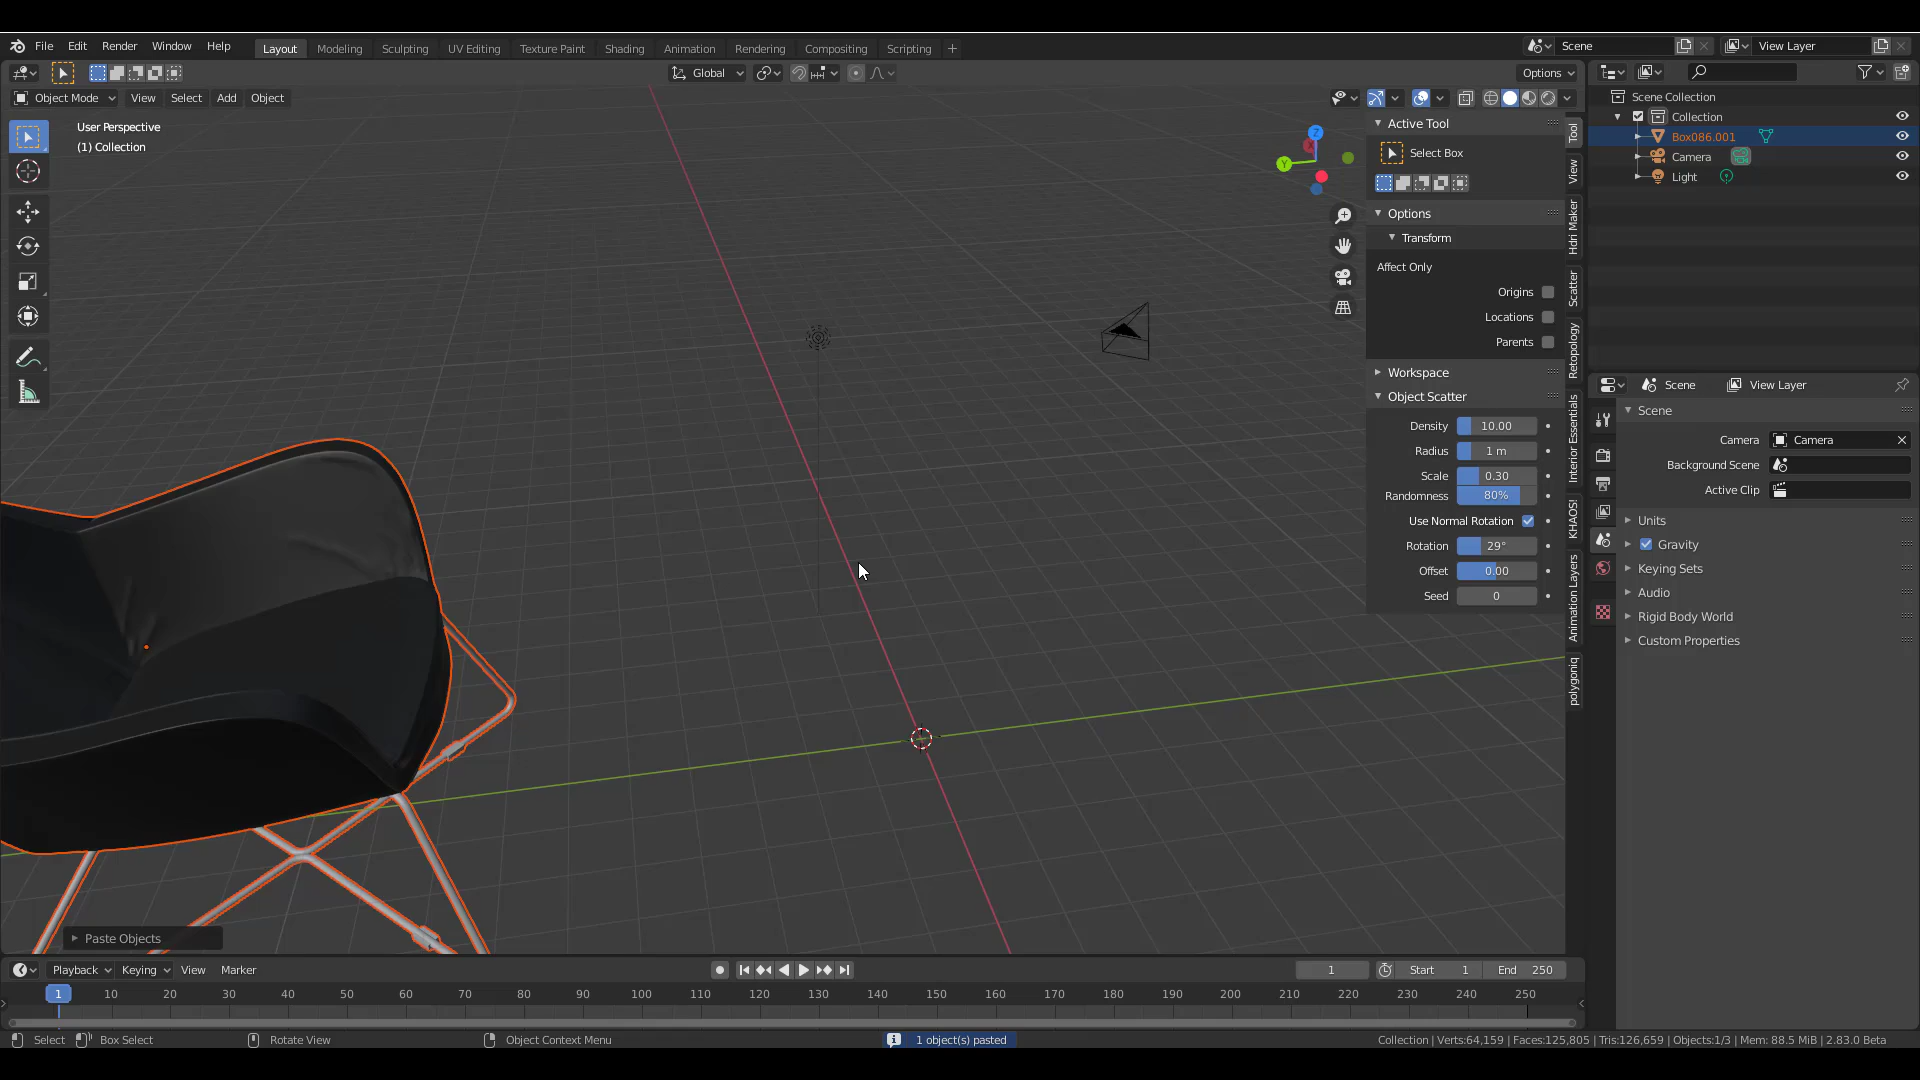 File Edit Render Window Help Layout Modeling Sculpting UV Editing Texture Paint Shading Animation Rendering Compositing Scripting + Scene View Layer
Global Options
Object Mode View Select Add Object
User Perspective
(1) Collection
Z
Y
X
Active Tool
Select Box
Options
Transform
Affect Only
Origins
Locations
Parents
Workspace
Object Scatter
Density 10.00
Radius 1 m
Scale 0.30
Randomness 80%
Use Normal Rotation
Rotation 29°
Offset 0.00
Seed 0
Tool
View
Hdri Maker
Scatter
Retopology
Interior Essentials
KHAOS!
Animation Layers
polygoniq
Scene Collection
Collection
Box086.001
Camera
Light
Scene View Layer
Scene
Camera Camera
Background Scene
Active Clip
Units
Gravity
Keying Sets
Audio
Rigid Body World
Custom Properties
Paste Objects
Playback Keying View Marker 1 Start 1 End 250
1 10 20 30 40 50 60 70 80 90 100 110 120 130 140 150 160 170 180 190 200 210 220 230 240 250
Select Box Select Rotate View Object Context Menu 1 object(s) pasted Collection | Verts:64,159 | Faces:125,805 | Tris:126,659 | Objects:1/3 | Mem: 88.5 MiB | 2.83.0 Beta